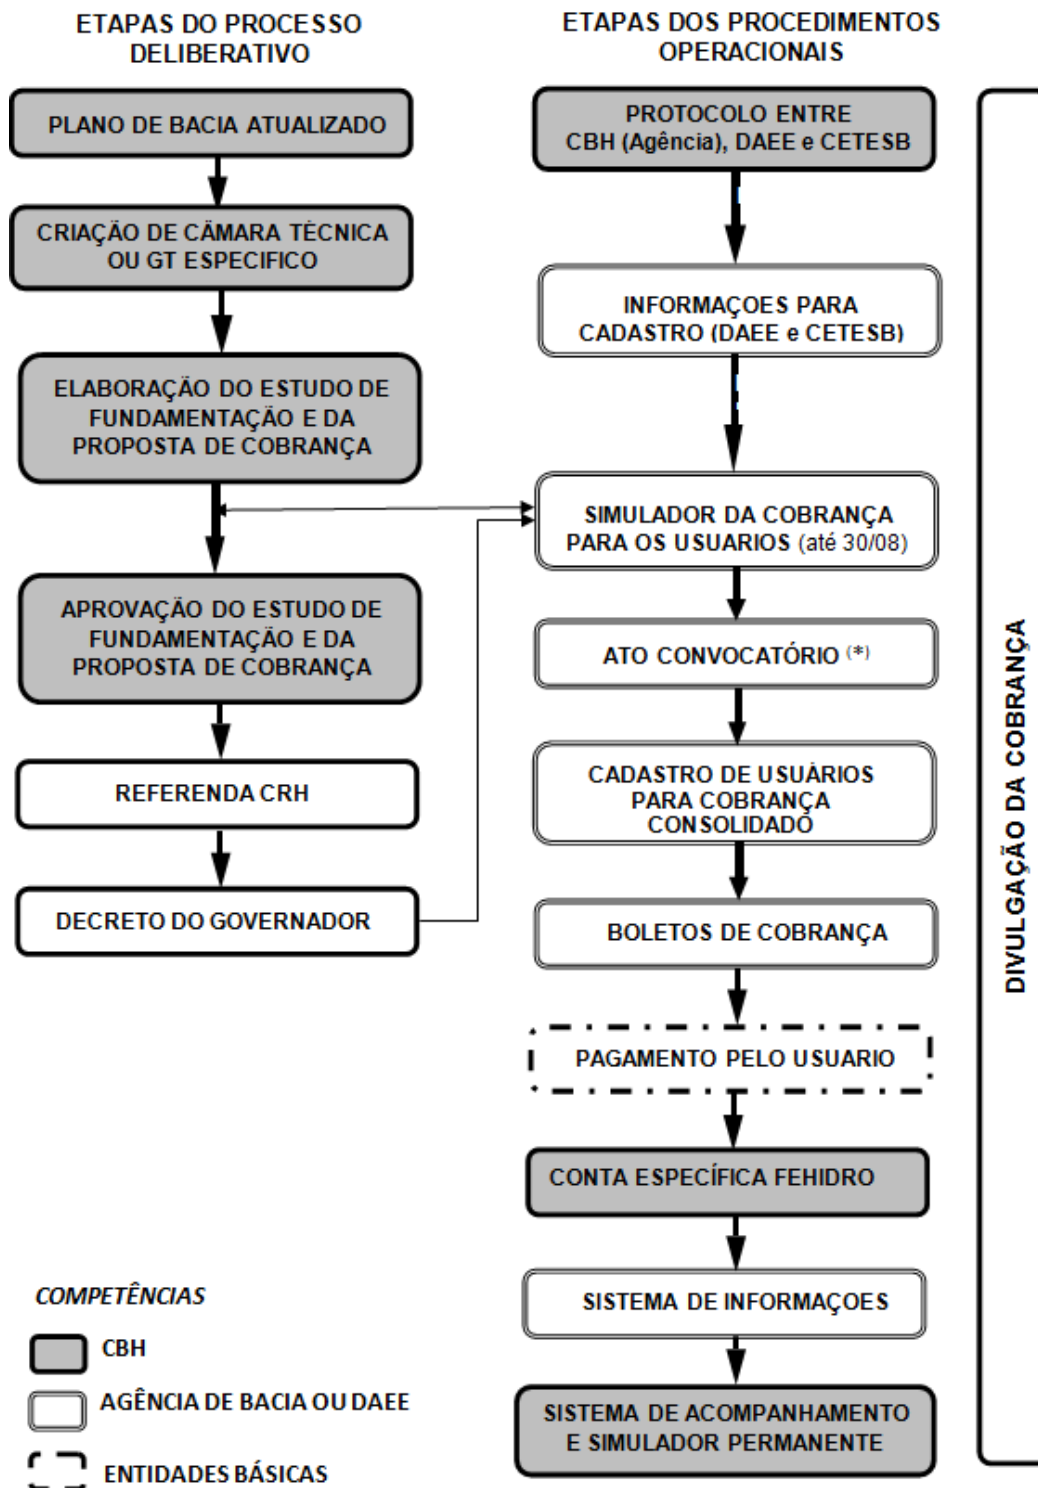 ETAPAS DO PROCESSO
DELIBERATIVO
PLANO DE BACIA ATUALIZADO
CRIAÇÃO DE CÂMARA TÈCNICA
OU GT ESPECIFICO
ELABORAÇÃO DO ESTUDO DE
FUNDAMENTAÇÃO E DA
PROPOSTA DE COBRANÇA
APROVAÇÃO DO ESTUDO DE
FUNDAMENTAÇÃO E DA
PROPOSTA DE COBRANÇA
REFERENDA CRH
DECRETO DO GOVERNADOR
ETAPAS DOS PROCEDIMENTOS
OPERACIONAIS
PROTOCOLO ENTRE
CBH (Agência), DAEE e CETESB
INFORMAÇOES PARA
CADASTRO (DAEE e CETESB)
SIMULADOR DA COBRANÇA
PARA OS USUARIOS (até 30/08)
ATO CONVOCATÓRIO (*)
CADASTRO DE USUÁRIOS
PARA COBRANÇA
CONSOLIDADO
BOLETOS DE COBRANÇA
PAGAMENTO PELO USUARIO
CONTA ESPECÍFICA FEHIDRO
SISTEMA DE INFORMAÇOES
SISTEMA DE ACOMPANHAMENTO
E SIMULADOR PERMANENTE
DIVULGAÇÃO DA COBRANÇA
COMPETÊNCIAS
CBH
AGÊNCIA DE BACIA OU DAEE
ENTIDADES BÁSICAS